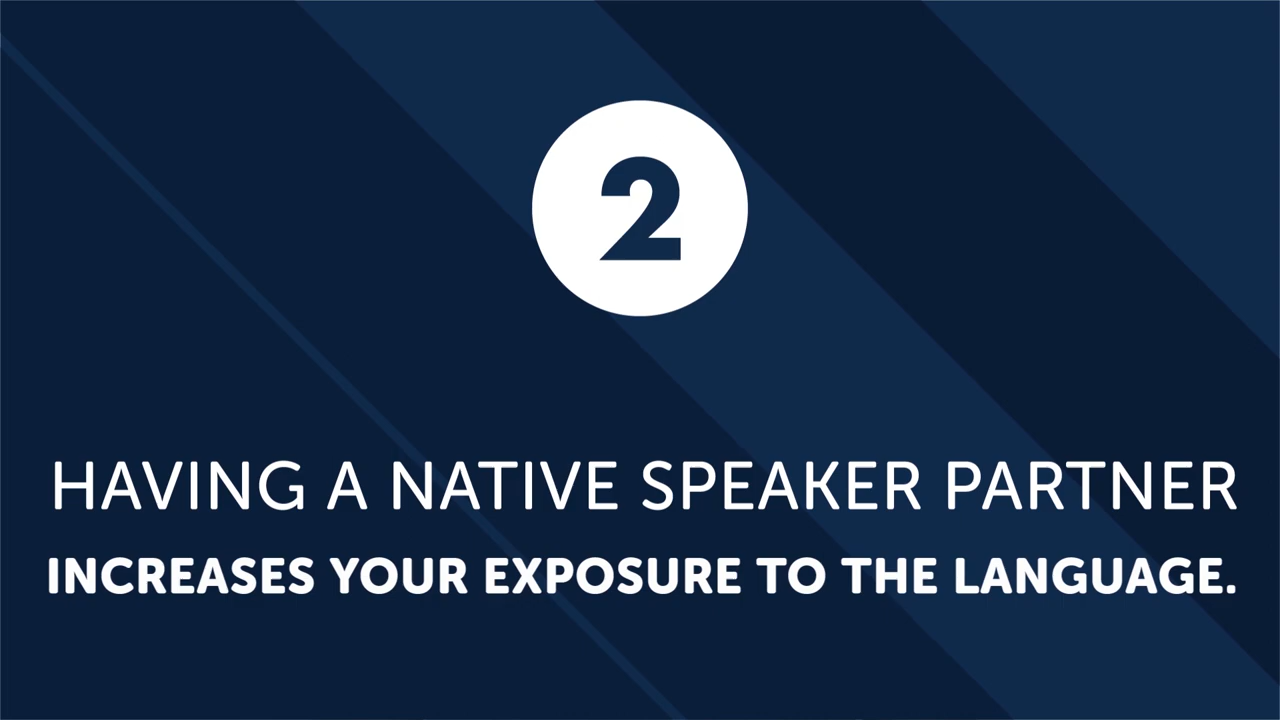 2
HAVING A NATIVE SPEAKER PARTNER
INCREASES YOUR EXPOSURE TO THE LANGUAGE.